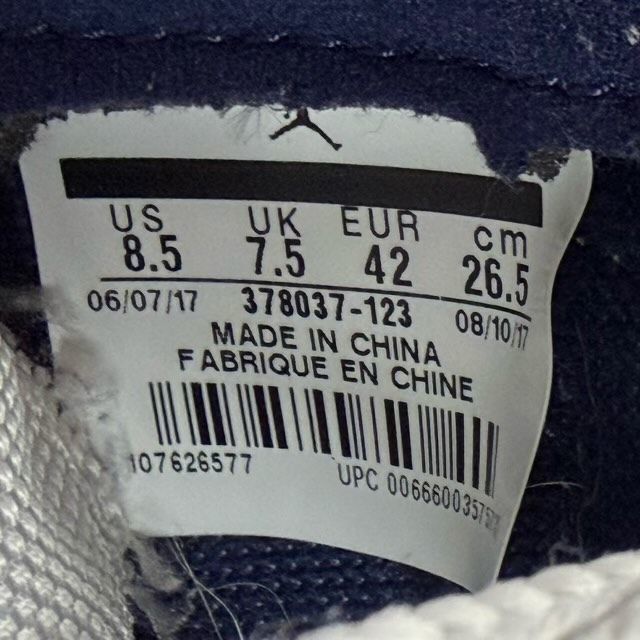 US UK EUR cm
8.5 7.5 42 26.5
06/07/17 378037-123 08/10/17
MADE IN CHINA
FABRIQUE EN CHINE
107626577 UPC